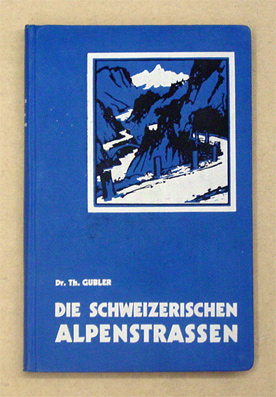 Dr. Th. GUBLER
DIE SCHWEIZERISCHEN
ALPENSTRASSEN